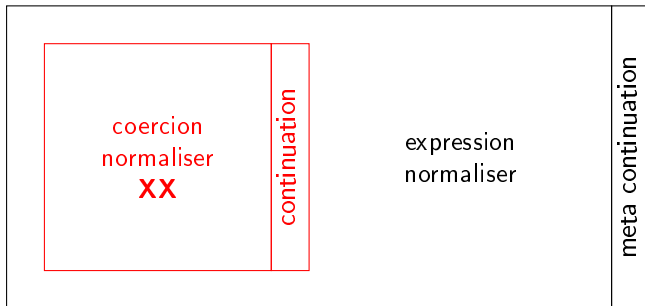 coercion
normaliser
XX
continuation
expression
normaliser
meta continuation